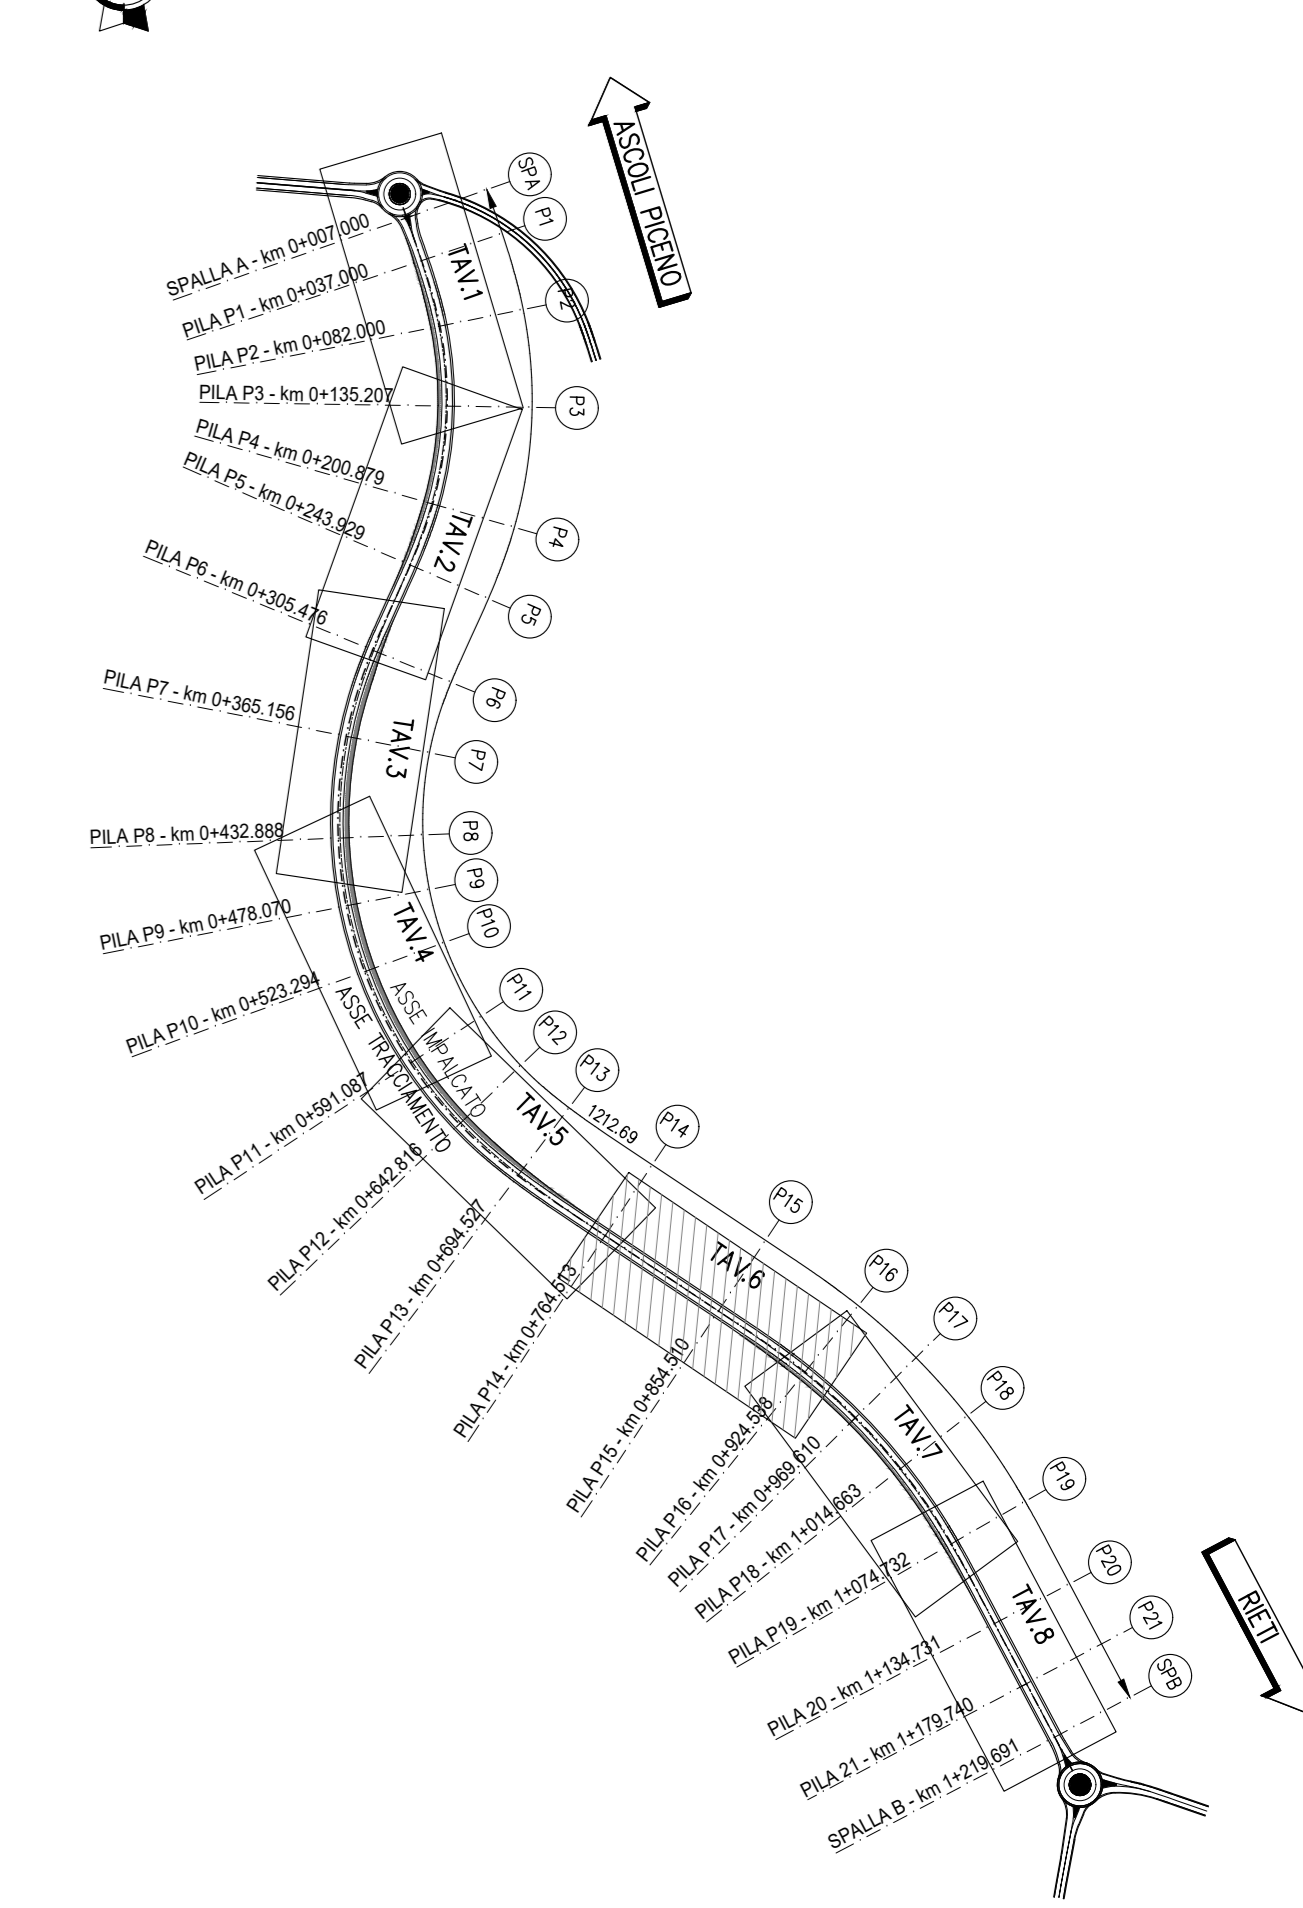 ASCOLI PICENO
SPA
P1
P2
P3
P4
P5
P6
P7
P8
P9
P10
P11
P12
P13
P14
P15
P16
P17
P18
P19
P20
P21
SPB
SPALLA A - km 0+007.000
PILA P1 - km 0+037.000
PILA P2 - km 0+082.000
PILA P3 - km 0+135.207
PILA P4 - km 0+200.879
PILA P5 - km 0+243.929
PILA P6 - km 0+305.476
PILA P7 - km 0+365.156
PILA P8 - km 0+432.888
PILA P9 - km 0+478.070
PILA P10 - km 0+523.294
PILA P11 - km 0+591.087
PILA P12 - km 0+642.816
PILA P13 - km 0+694.527
PILA P14 - km 0+764.513
PILA P15 - km 0+854.510
PILA P16 - km 0+924.538
PILA P17 - km 0+969.610
PILA P18 - km 1+014.663
PILA P19 - km 1+074.732
PILA 20 - km 1+134.731
PILA 21 - km 1+179.740
SPALLA B - km 1+219.691
TAV.1
TAV.2
TAV.3
TAV.4
TAV.5
TAV.6
TAV.7
TAV.8
ASSE IMPALCATO
ASSE TRACCIAMENTO
1212.69
RIETI